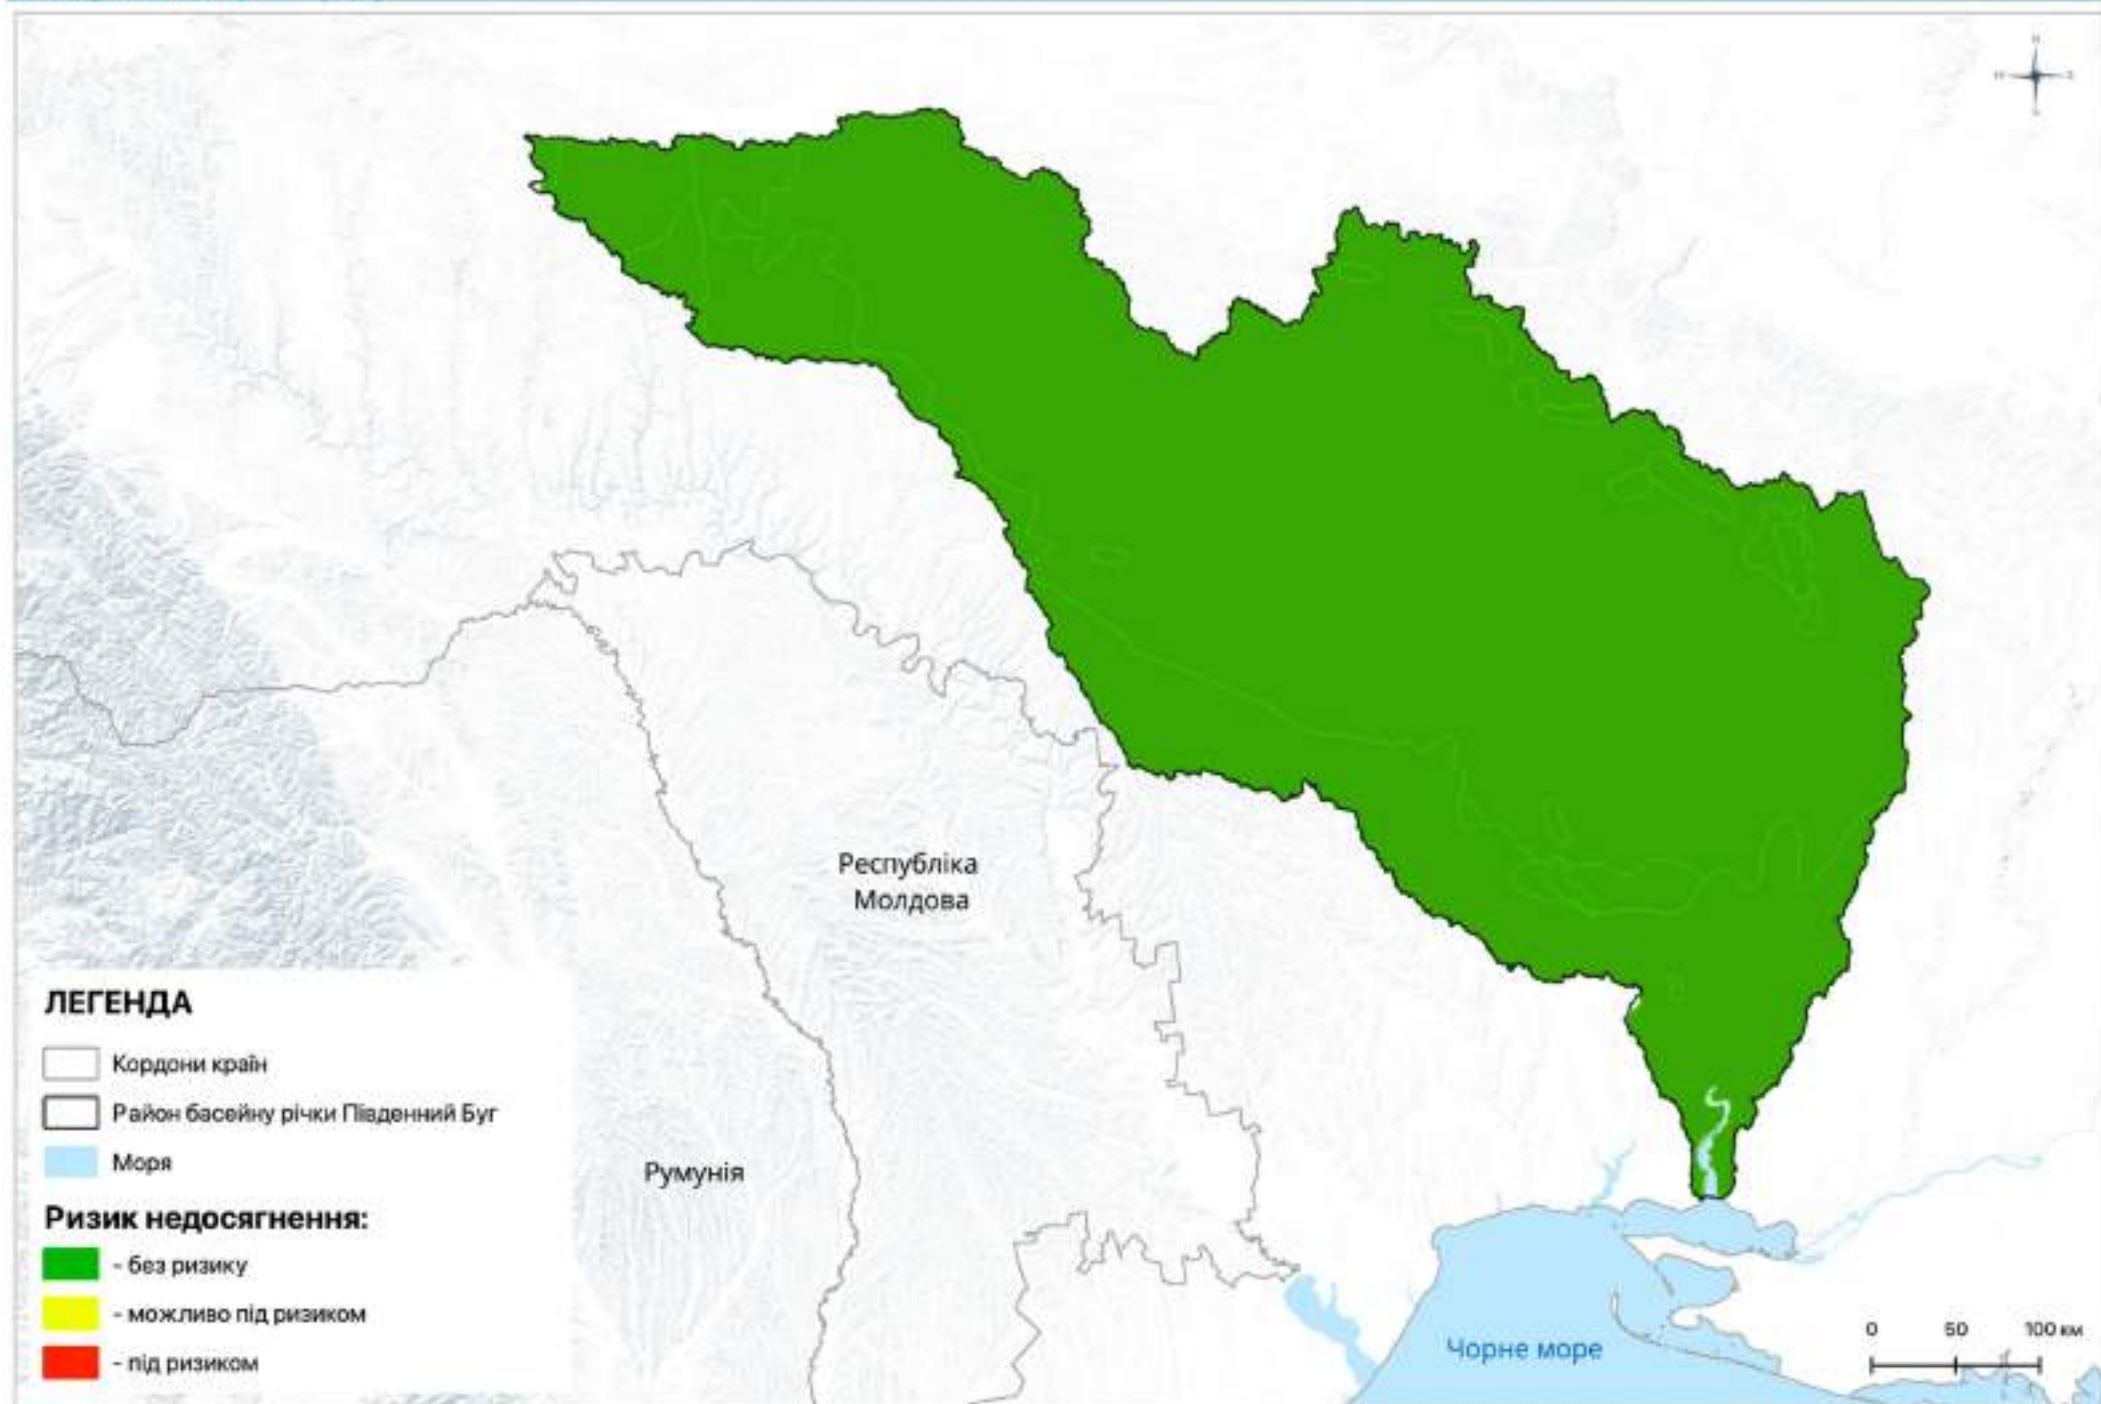 Республіка
Молдова
Румунія
Чорне море
ЛЕГЕНДА
Кордони країн
Район басейну річки Південний Буг
Моря
Ризик недосягнення:
- без ризику
- можливо під ризиком
- під ризиком
0 50 100 км